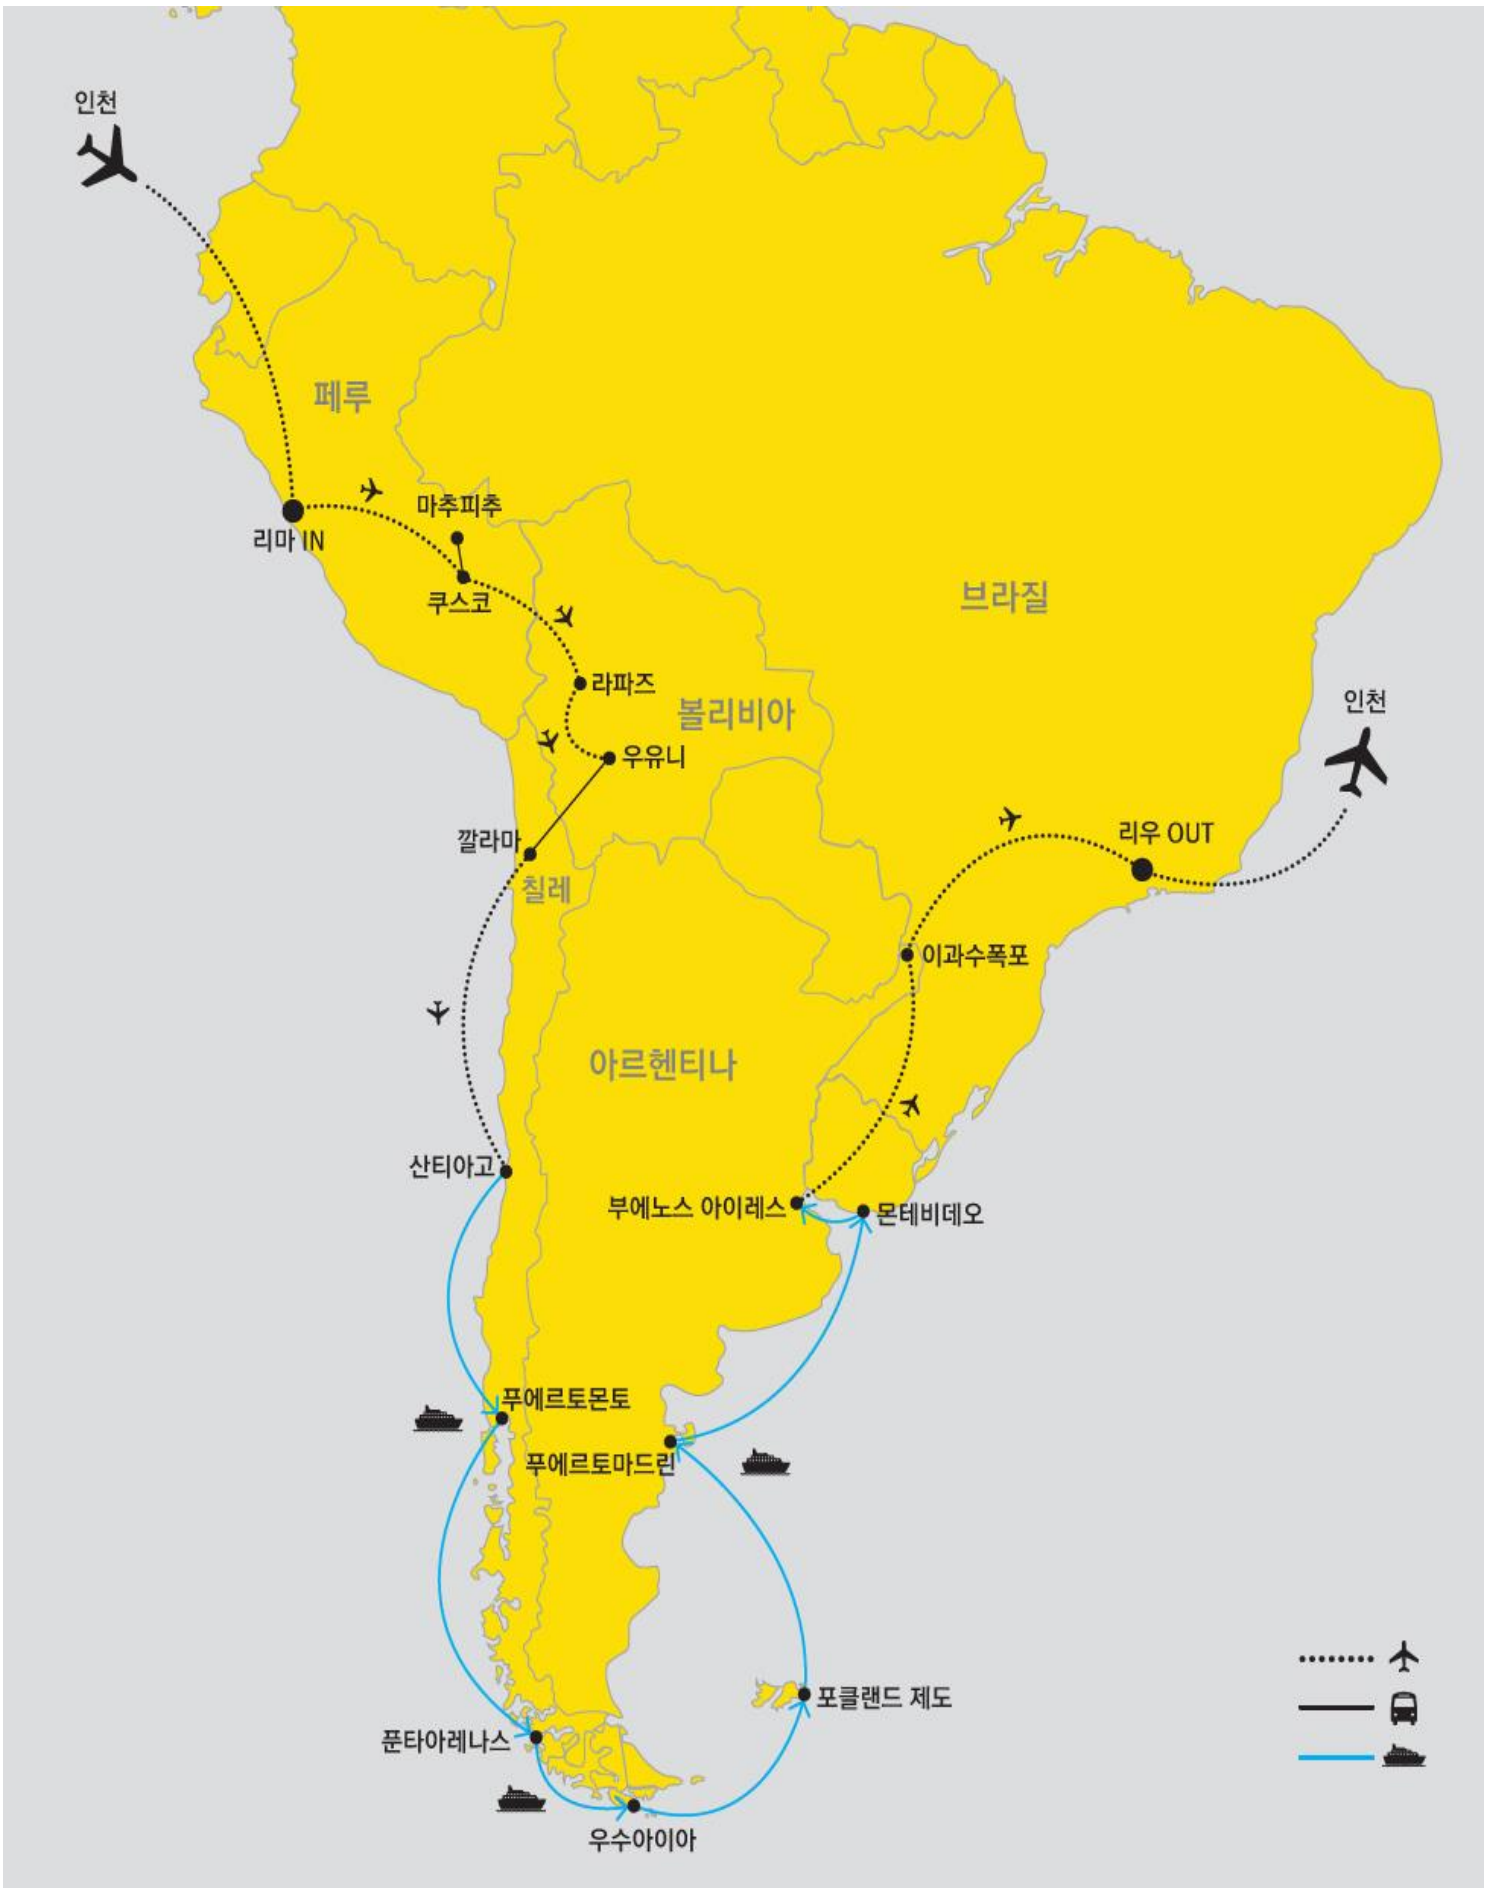 인천
페루
마추피추
리마 IN
쿠스코
브라질
라파즈
볼리비아
인천
우유니
깔라마
리우 OUT
칠레
이과수폭포
아르헨티나
산티아고
부에노스 아이레스
몬테비데오
푸에르토몬토
푸에르토마드린
포클랜드 제도
푼타아레나스
우수아이아